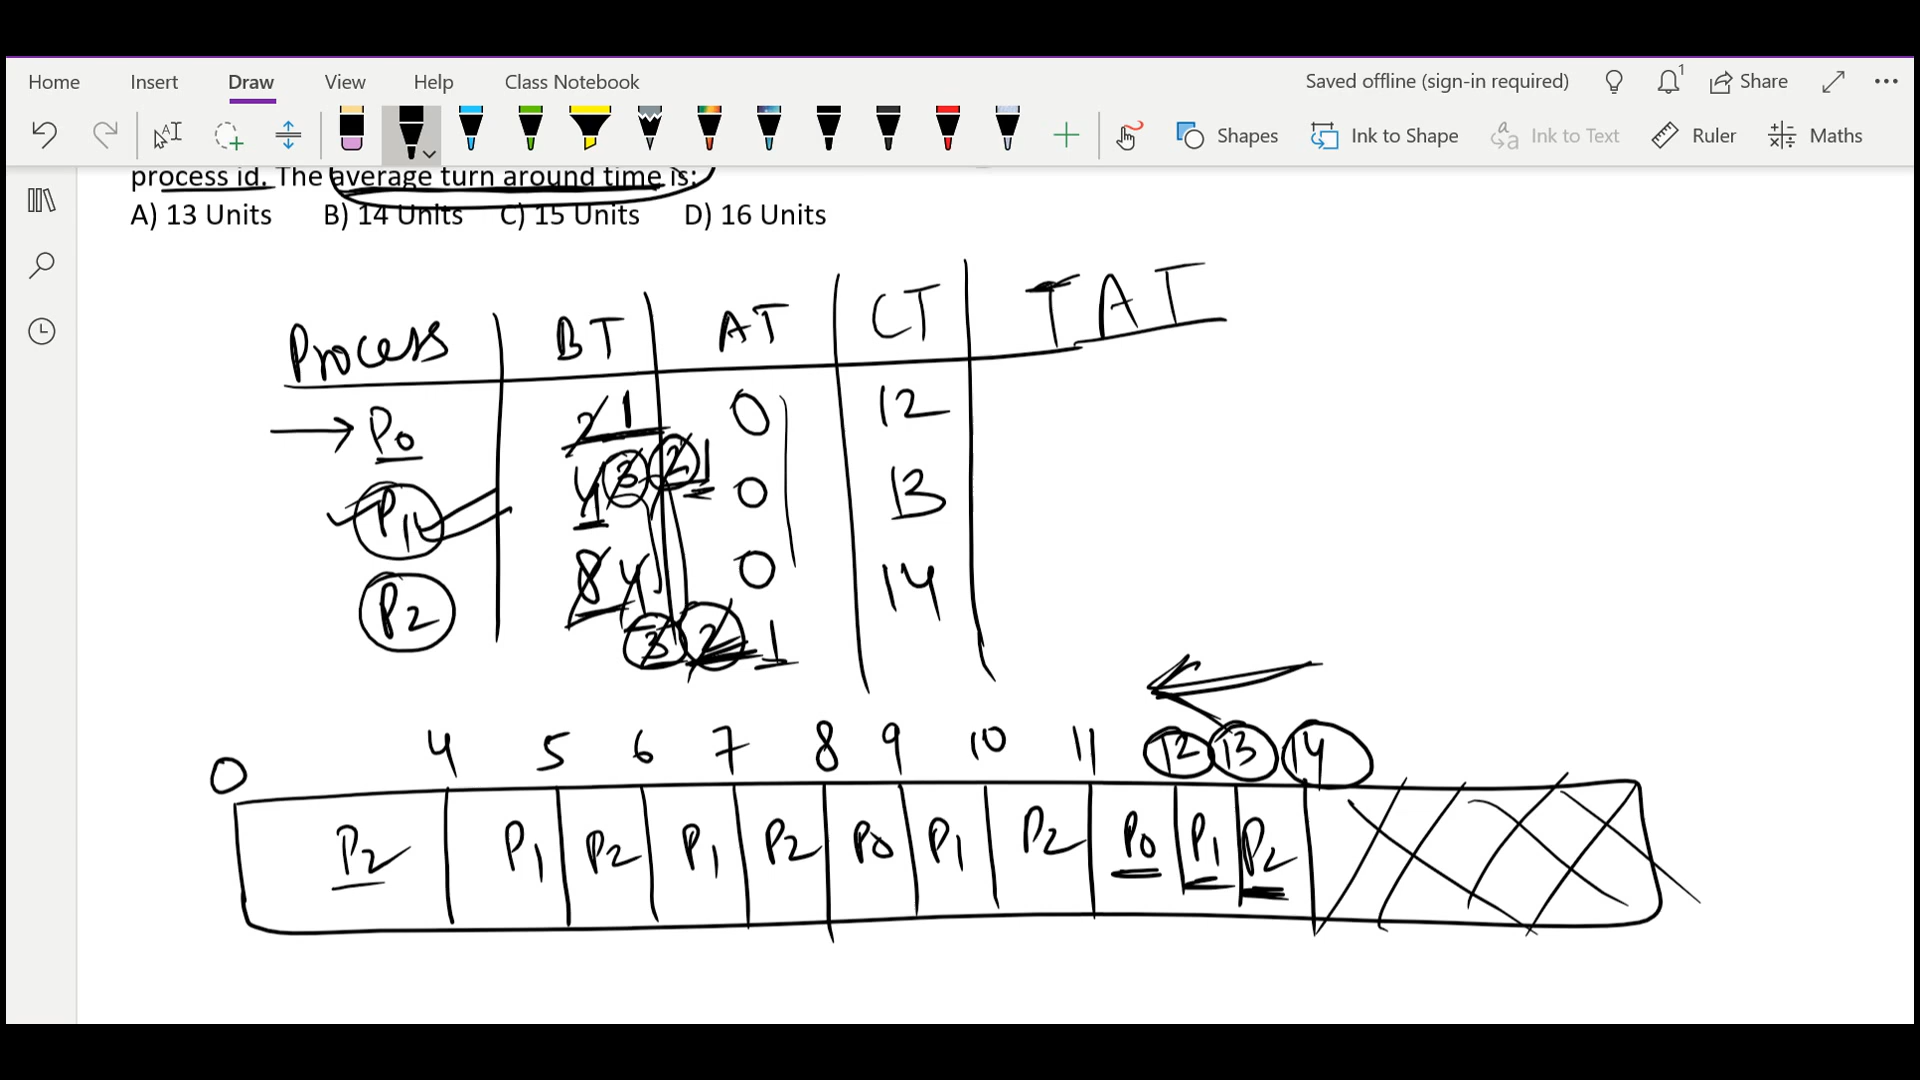 Home Insert Draw View Help Class Notebook Saved offline (sign-in required) 1 Share
Shapes Ink to Shape Ink to Text Ruler Maths
process id. The average turn around time is:
A) 13 Units B) 14 Units C) 15 Units D) 16 Units
Process BT AT CT TAT
P0 2 1 0 12
P1 4 3 2 1 0 13
P2 8 4 0 14
3 2 1
0 4 5 6 7 8 9 10 11 12 13 14
P2 P1 P2 P1 P2 P0 P1 P2 P0 P1 P2